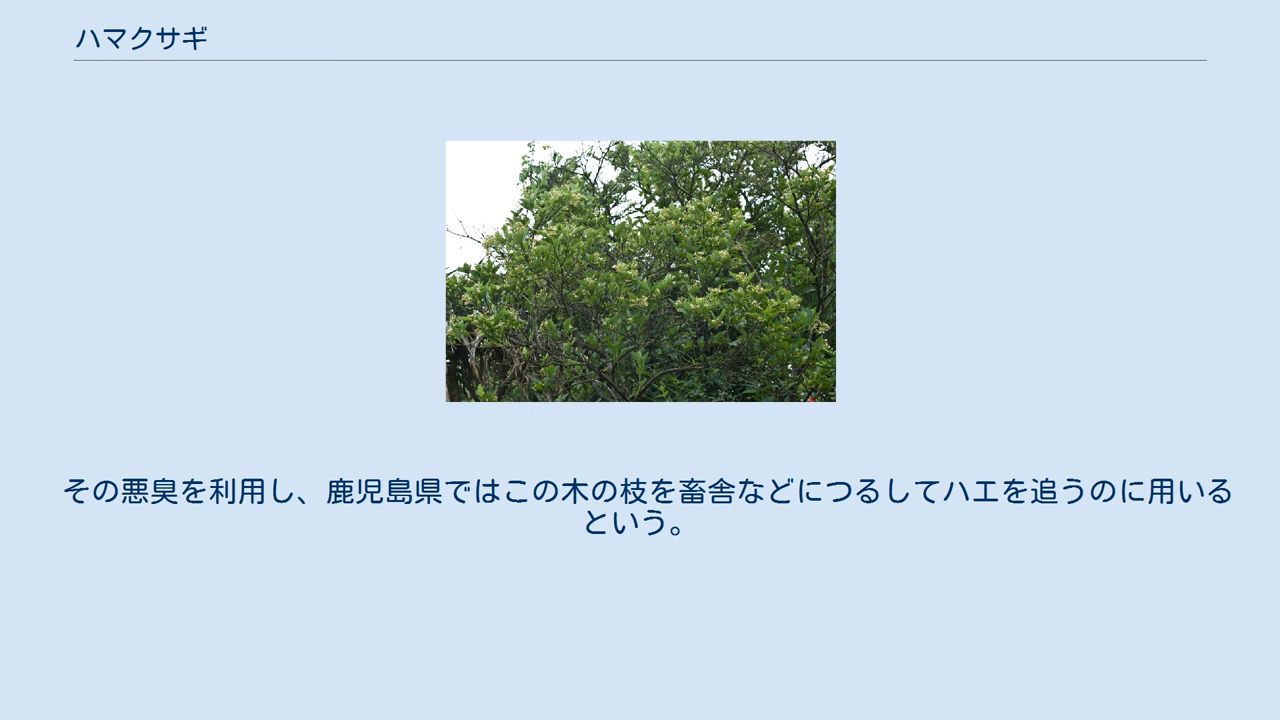 ハマクサギ
その悪臭を利用し、鹿児島県ではこの木の枝を畜舎などにつるしてハエを追うのに用いる
という。